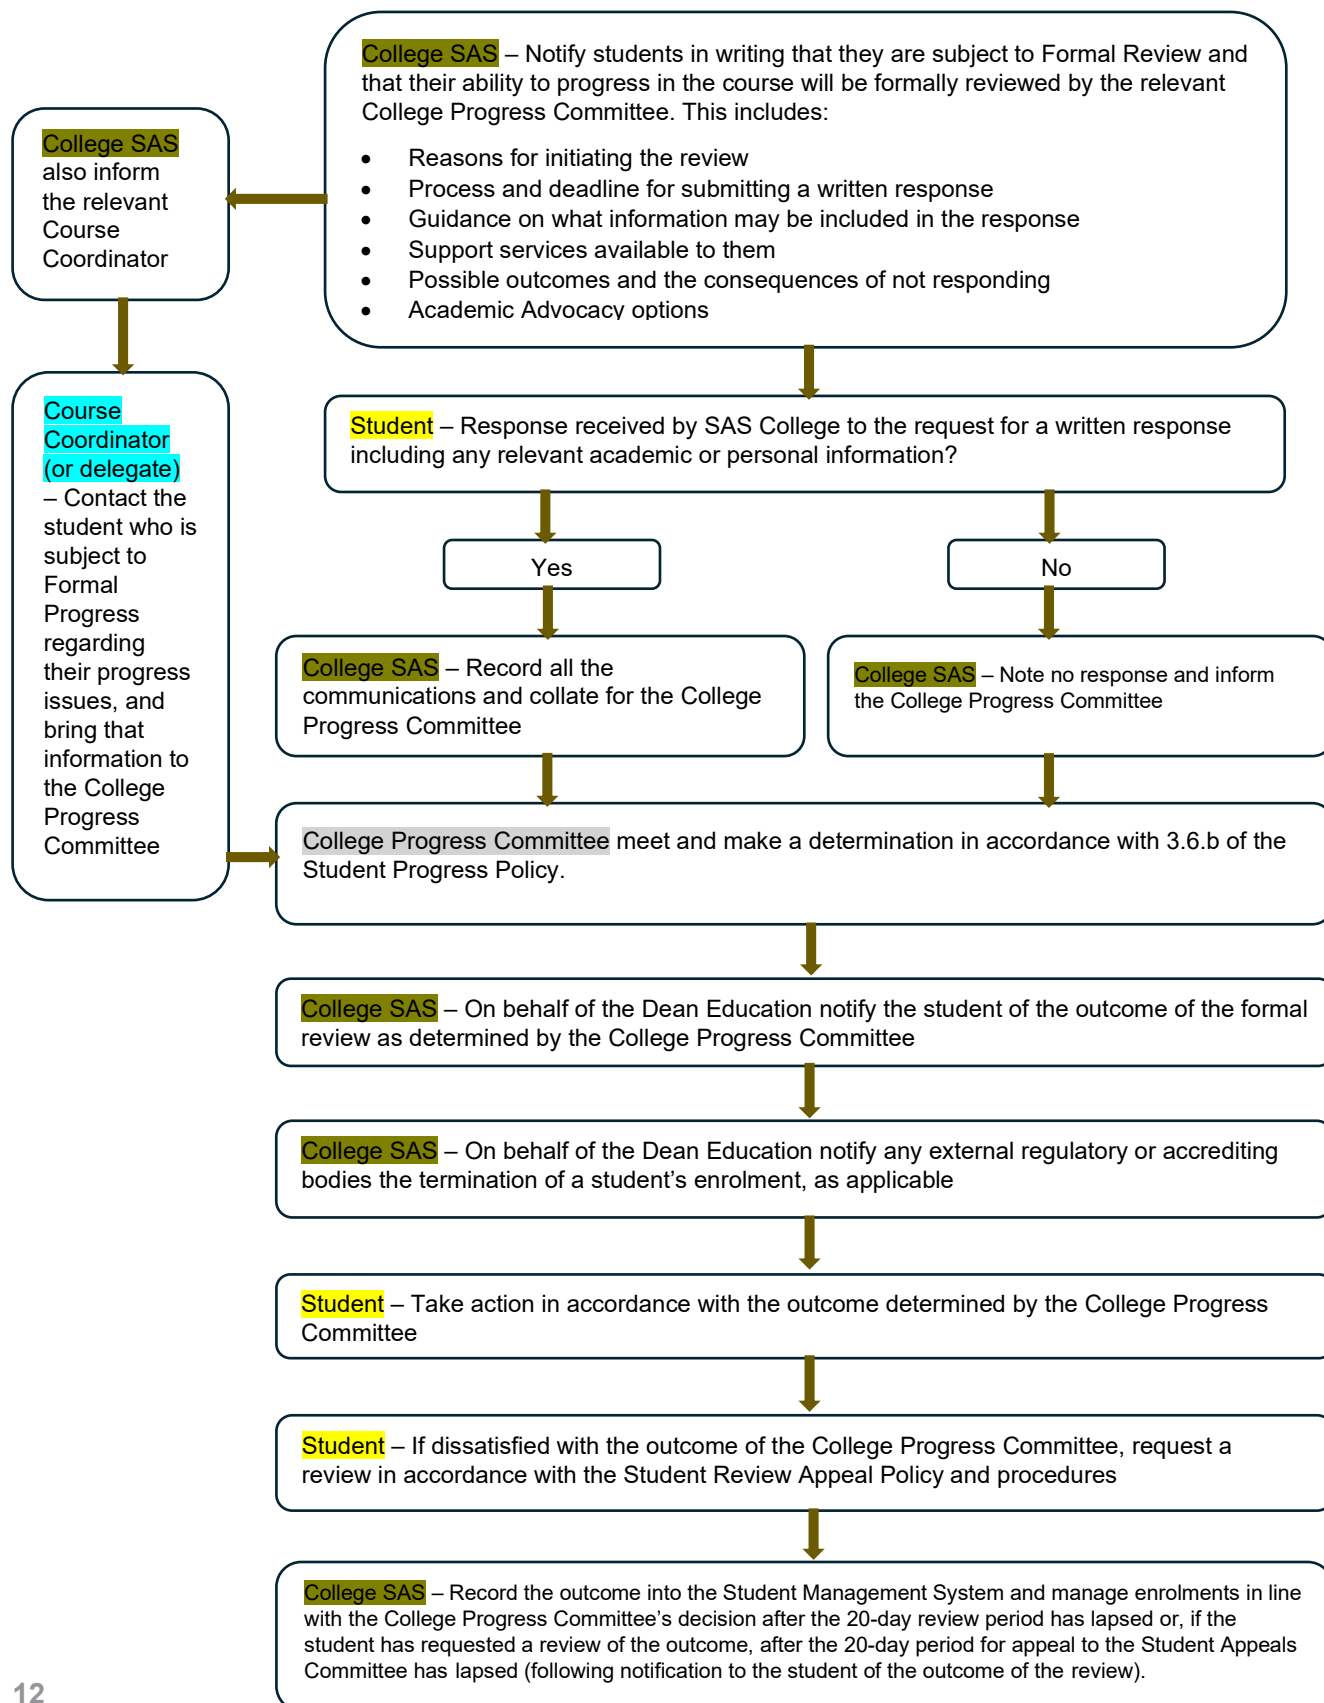 College SAS – Notify students in writing that they are subject to Formal Review and
that their ability to progress in the course will be formally reviewed by the relevant
College Progress Committee. This includes:
• Reasons for initiating the review
• Process and deadline for submitting a written response
• Guidance on what information may be included in the response
• Support services available to them
• Possible outcomes and the consequences of not responding
• Academic Advocacy options
College SAS
also inform
the relevant
Course
Coordinator
Course
Coordinator
(or delegate)
– Contact the
student who is
subject to
Formal
Progress
regarding
their progress
issues, and
bring that
information to
the College
Progress
Committee
Student – Response received by SAS College to the request for a written response
including any relevant academic or personal information?
Yes
No
College SAS – Record all the
communications and collate for the College
Progress Committee
College SAS – Note no response and inform
the College Progress Committee
College Progress Committee meet and make a determination in accordance with 3.6.b of the
Student Progress Policy.
College SAS – On behalf of the Dean Education notify the student of the outcome of the formal
review as determined by the College Progress Committee
College SAS – On behalf of the Dean Education notify any external regulatory or accrediting
bodies the termination of a student’s enrolment, as applicable
Student – Take action in accordance with the outcome determined by the College Progress
Committee
Student – If dissatisfied with the outcome of the College Progress Committee, request a
review in accordance with the Student Review Appeal Policy and procedures
College SAS – Record the outcome into the Student Management System and manage enrolments in line
with the College Progress Committee’s decision after the 20-day review period has lapsed or, if the
student has requested a review of the outcome, after the 20-day period for appeal to the Student Appeals
Committee has lapsed (following notification to the student of the outcome of the review).
12